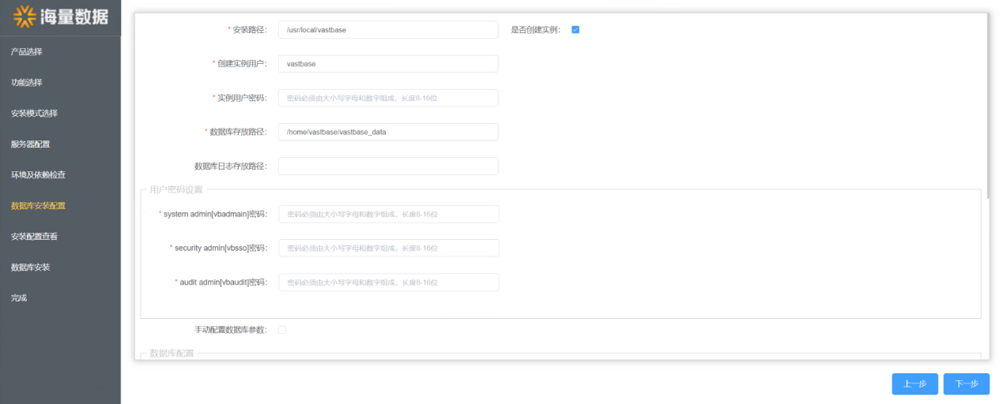 海量数据
产品选择
功能选择
安装模式选择
服务器配置
环境及依赖检查
数据库安装配置
安装配置查看
数据库安装
完成
* 安装路径： /usr/local/vastbase 是否创建实例：
* 创建实例用户： vastbase
* 实例用户密码： 密码必须由大小写字母和数字组成，长度8-16位
* 数据库存放路径： /home/vastbase/vastbase_data
数据库日志存放路径：
用户密码设置
* system admin[vbadmain]密码： 密码必须由大小写字母和数字组成，长度8-16位
* security admin[vbsso]密码： 密码必须由大小写字母和数字组成，长度8-16位
* audit admin[vbaudit]密码： 密码必须由大小写字母和数字组成，长度8-16位
手动配置数据库参数：
数据库配置
上一步 下一步